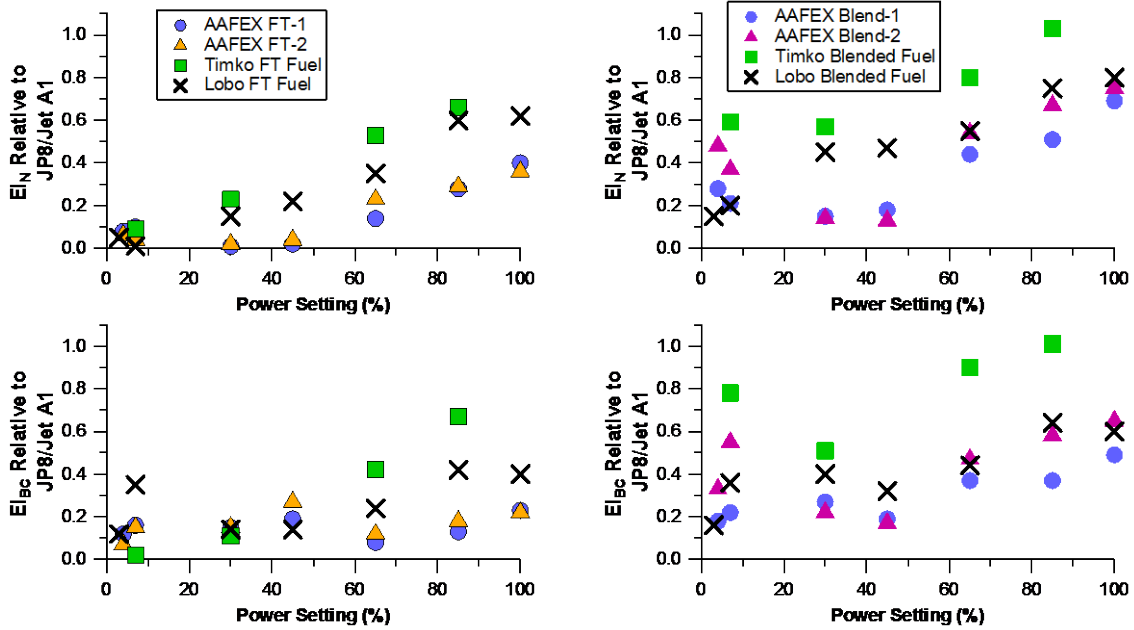 AAFEX FT-1
AAFEX FT-2
Timko FT Fuel
Lobo FT Fuel
1.0
0.8
0.6
0.4
0.2
0.0
EI_N Relative to
JP8/Jet A1
0
20
40
60
80
100
Power Setting (%)
AAFEX Blend-1
AAFEX Blend-2
Timko Blended Fuel
Lobo Blended Fuel
1.0
0.8
0.6
0.4
0.2
0.0
EI_N Relative to
JP8/Jet A1
0
20
40
60
80
100
Power Setting (%)
1.0
0.8
0.6
0.4
0.2
0.0
EI_BC Relative to
JP8/Jet A1
0
20
40
60
80
100
Power Setting (%)
1.0
0.8
0.6
0.4
0.2
0.0
EI_BC Relative to
JP8/Jet A1
0
20
40
60
80
100
Power Setting (%)